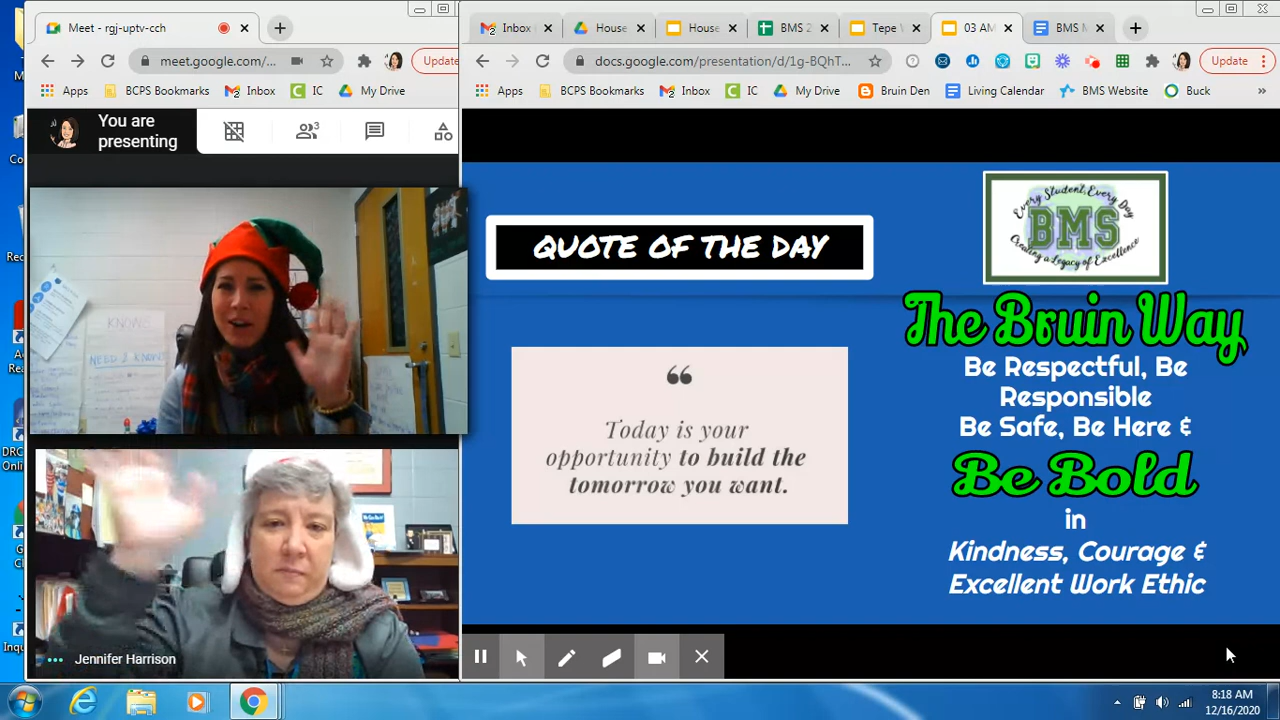 Meet - rgj-uptv-cch
meet.google.com/...
Update
Apps
BCPS Bookmarks
Inbox
IC
My Drive
You are
presenting
3
KNOWS
NEED 2 KNOWS
Jennifer Harrison
Inbox
House
House
BMS 2
Tepe V
03 AM
BMS M
docs.google.com/presentation/d/1g-BQhT...
Update
Apps
BCPS Bookmarks
Inbox
IC
My Drive
Bruin Den
Living Calendar
BMS Website
Buck
»
QUOTE OF THE DAY
Every Student, Every Day
BMS
Creating a Legacy of Excellence
The Bruin Way
Be Respectful, Be
Responsible
Be Safe, Be Here &
Be Bold
in
Kindness, Courage &
Excellent Work Ethic
“
Today is your
opportunity to build the
tomorrow you want.
8:18 AM
12/16/2020